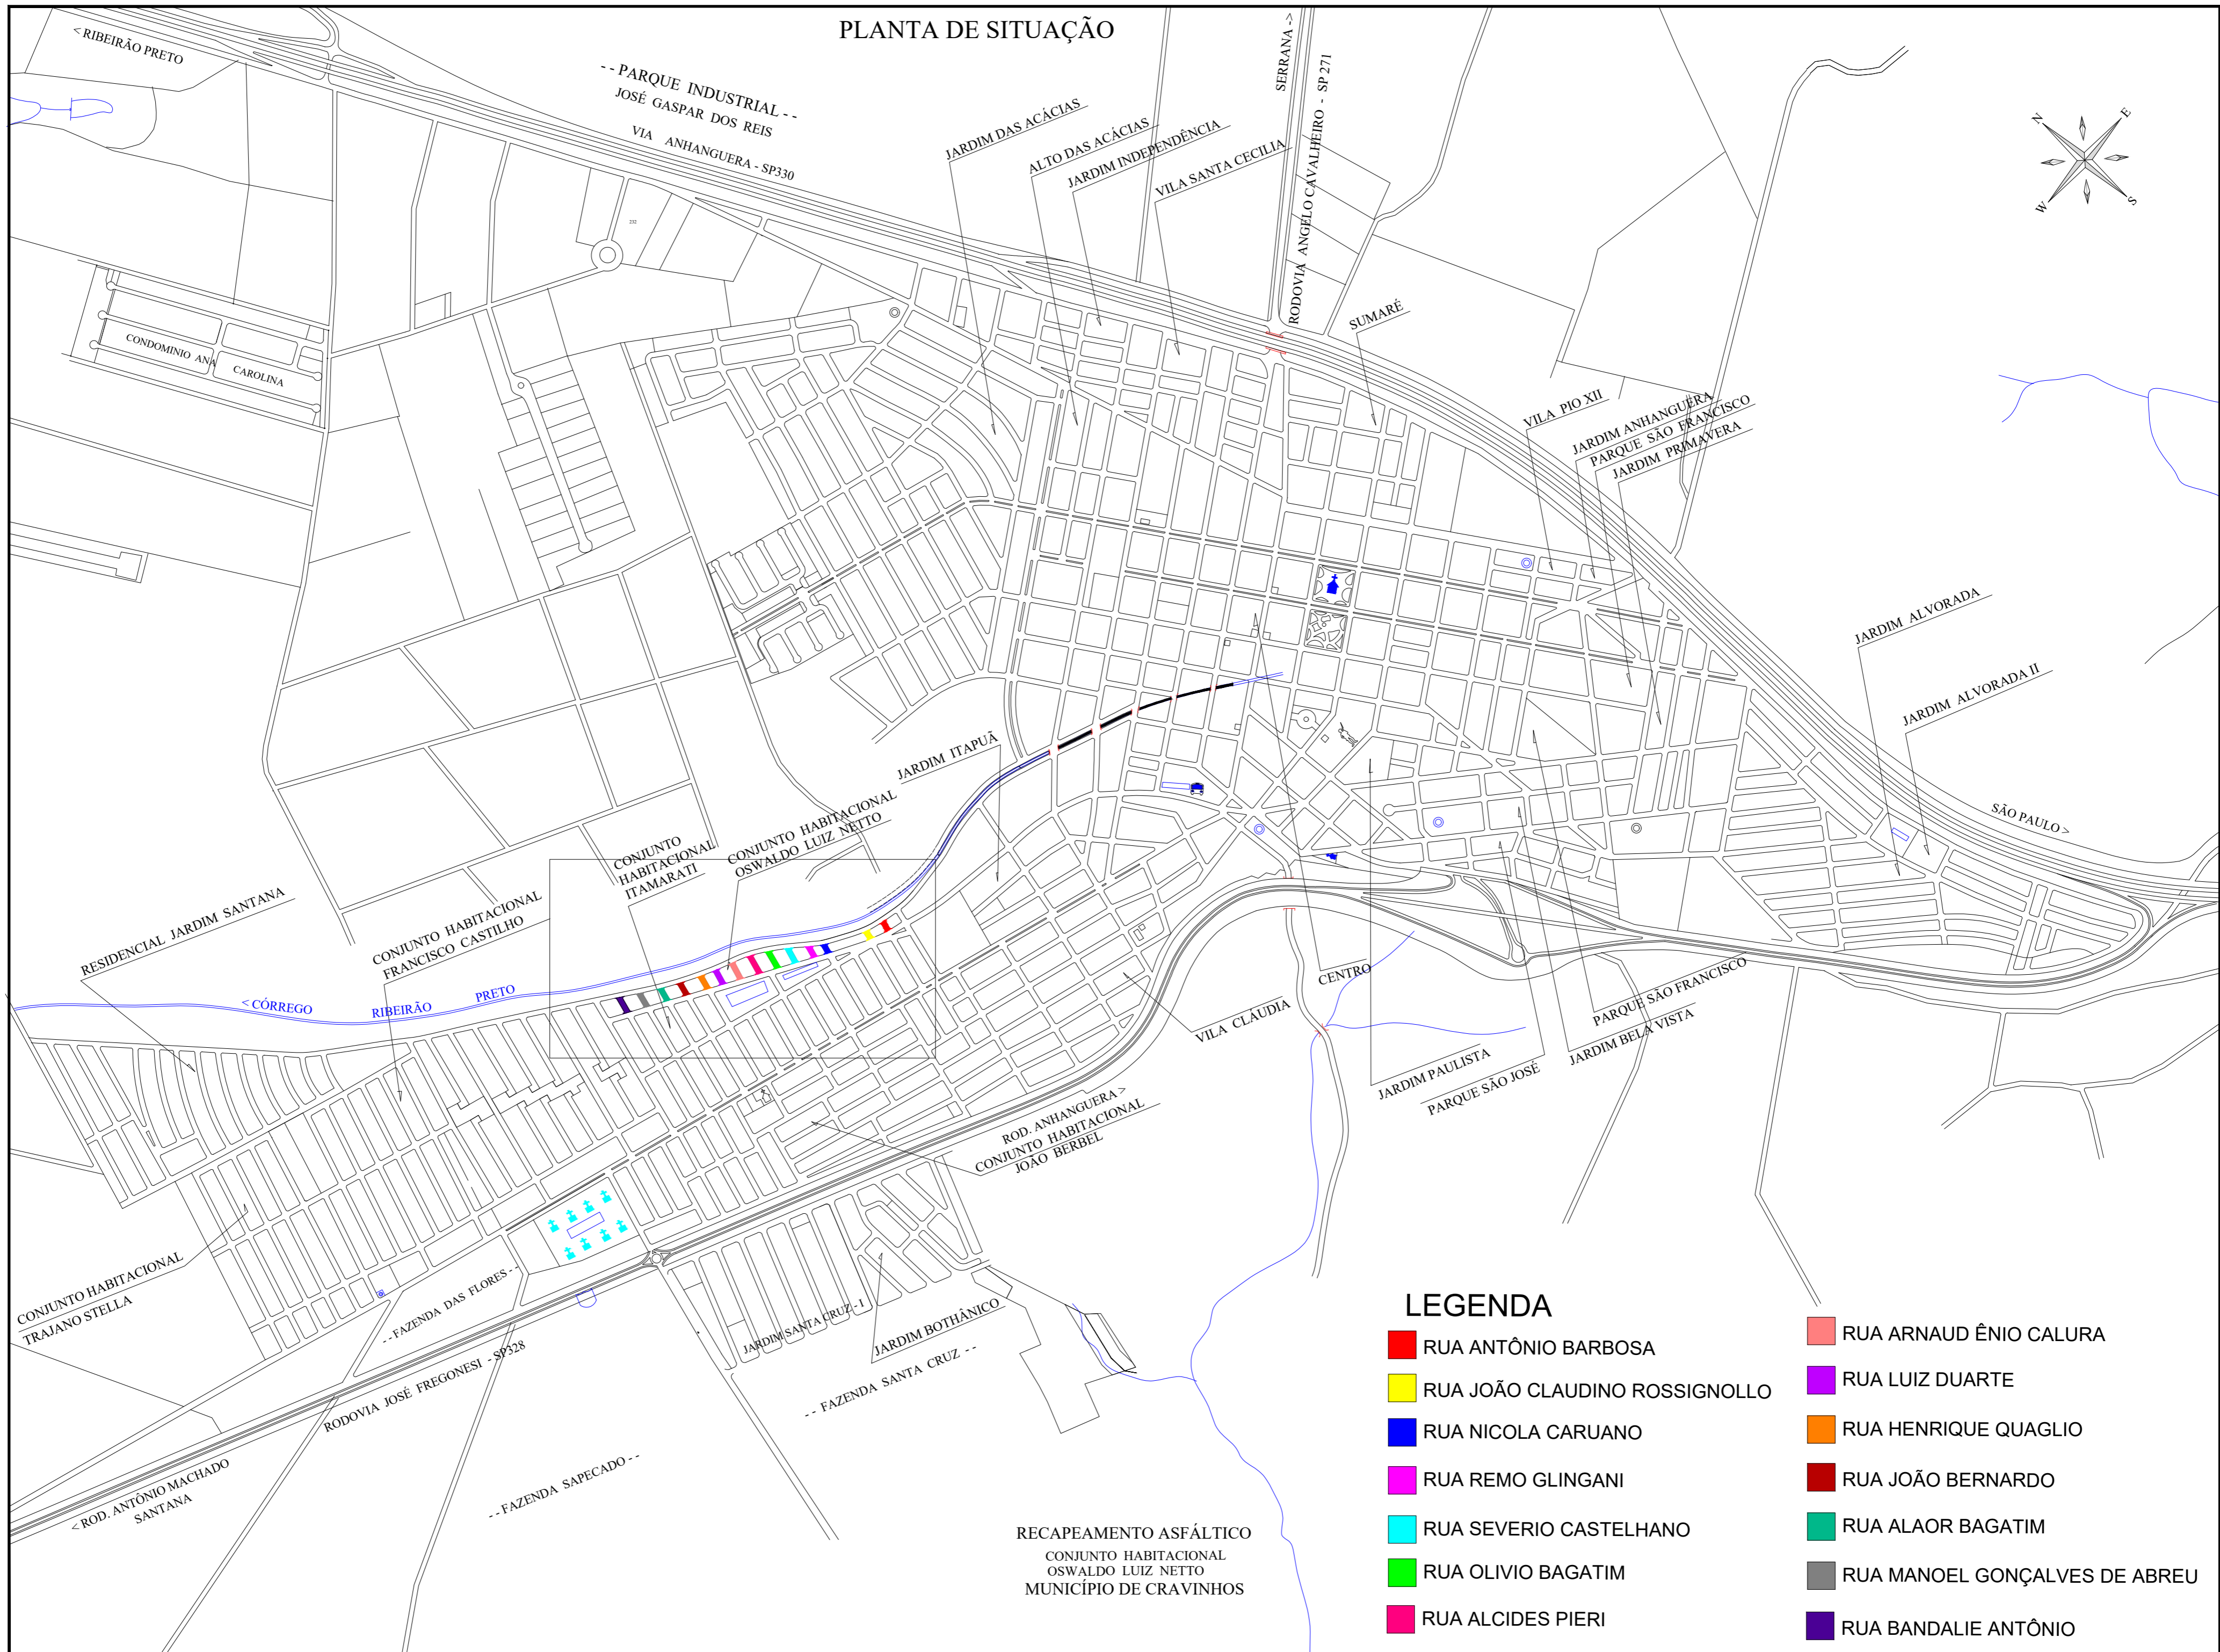 PLANTA DE SITUAÇÃO
< RIBEIRÃO PRETO
- - PARQUE INDUSTRIAL - -
JOSÉ GASPAR DOS REIS
VIA ANHANGUERA - SP330
SERRANA ->
RODOVIA ANGELO CAVALHEIRO - SP 271
JARDIM DAS ACÁCIAS
ALTO DAS ACÁCIAS
JARDIM INDEPENDÊNCIA
VILA SANTA CECILIA
N
E
W
S
232
SUMARÉ
CONDOMINIO ANA
CAROLINA
VILA PIO XII
JARDIM ANHANGUERA
PARQUE SÃO FRANCISCO
JARDIM PRIMAVERA
JARDIM ALVORADA
JARDIM ALVORADA II
SÃO PAULO >
JARDIM ITAPUÃ
CONJUNTO HABITACIONAL
OSWALDO LUIZ NETTO
CONJUNTO
HABITACIONAL
ITAMARATI
CONJUNTO HABITACIONAL
FRANCISCO CASTILHO
RESIDENCIAL JARDIM SANTANA
< CÓRREGO RIBEIRÃO PRETO
CENTRO
VILA CLÁUDIA
PARQUE SÃO FRANCISCO
JARDIM BELA VISTA
JARDIM PAULISTA
PARQUE SÃO JOSÉ
ROD. ANHANGUERA >
CONJUNTO HABITACIONAL
JOÃO BERBEL
CONJUNTO HABITACIONAL
TRAJANO STELLA
- - FAZENDA DAS FLORES - -
JARDIM SANTA CRUZ - I
JARDIM BOTHÂNICO
- - FAZENDA SANTA CRUZ - -
RODOVIA JOSÉ FREGONESI - SP328
< ROD. ANTÔNIO MACHADO
SANTANA
- - FAZENDA SAPECADO - -
RECAPEAMENTO ASFÁLTICO
CONJUNTO HABITACIONAL
OSWALDO LUIZ NETTO
MUNICÍPIO DE CRAVINHOS
LEGENDA
RUA ANTÔNIO BARBOSA
RUA JOÃO CLAUDINO ROSSIGNOLLO
RUA NICOLA CARUANO
RUA REMO GLINGANI
RUA SEVERIO CASTELHANO
RUA OLIVIO BAGATIM
RUA ALCIDES PIERI
RUA ARNAUD ÊNIO CALURA
RUA LUIZ DUARTE
RUA HENRIQUE QUAGLIO
RUA JOÃO BERNARDO
RUA ALAOR BAGATIM
RUA MANOEL GONÇALVES DE ABREU
RUA BANDALIE ANTÔNIO